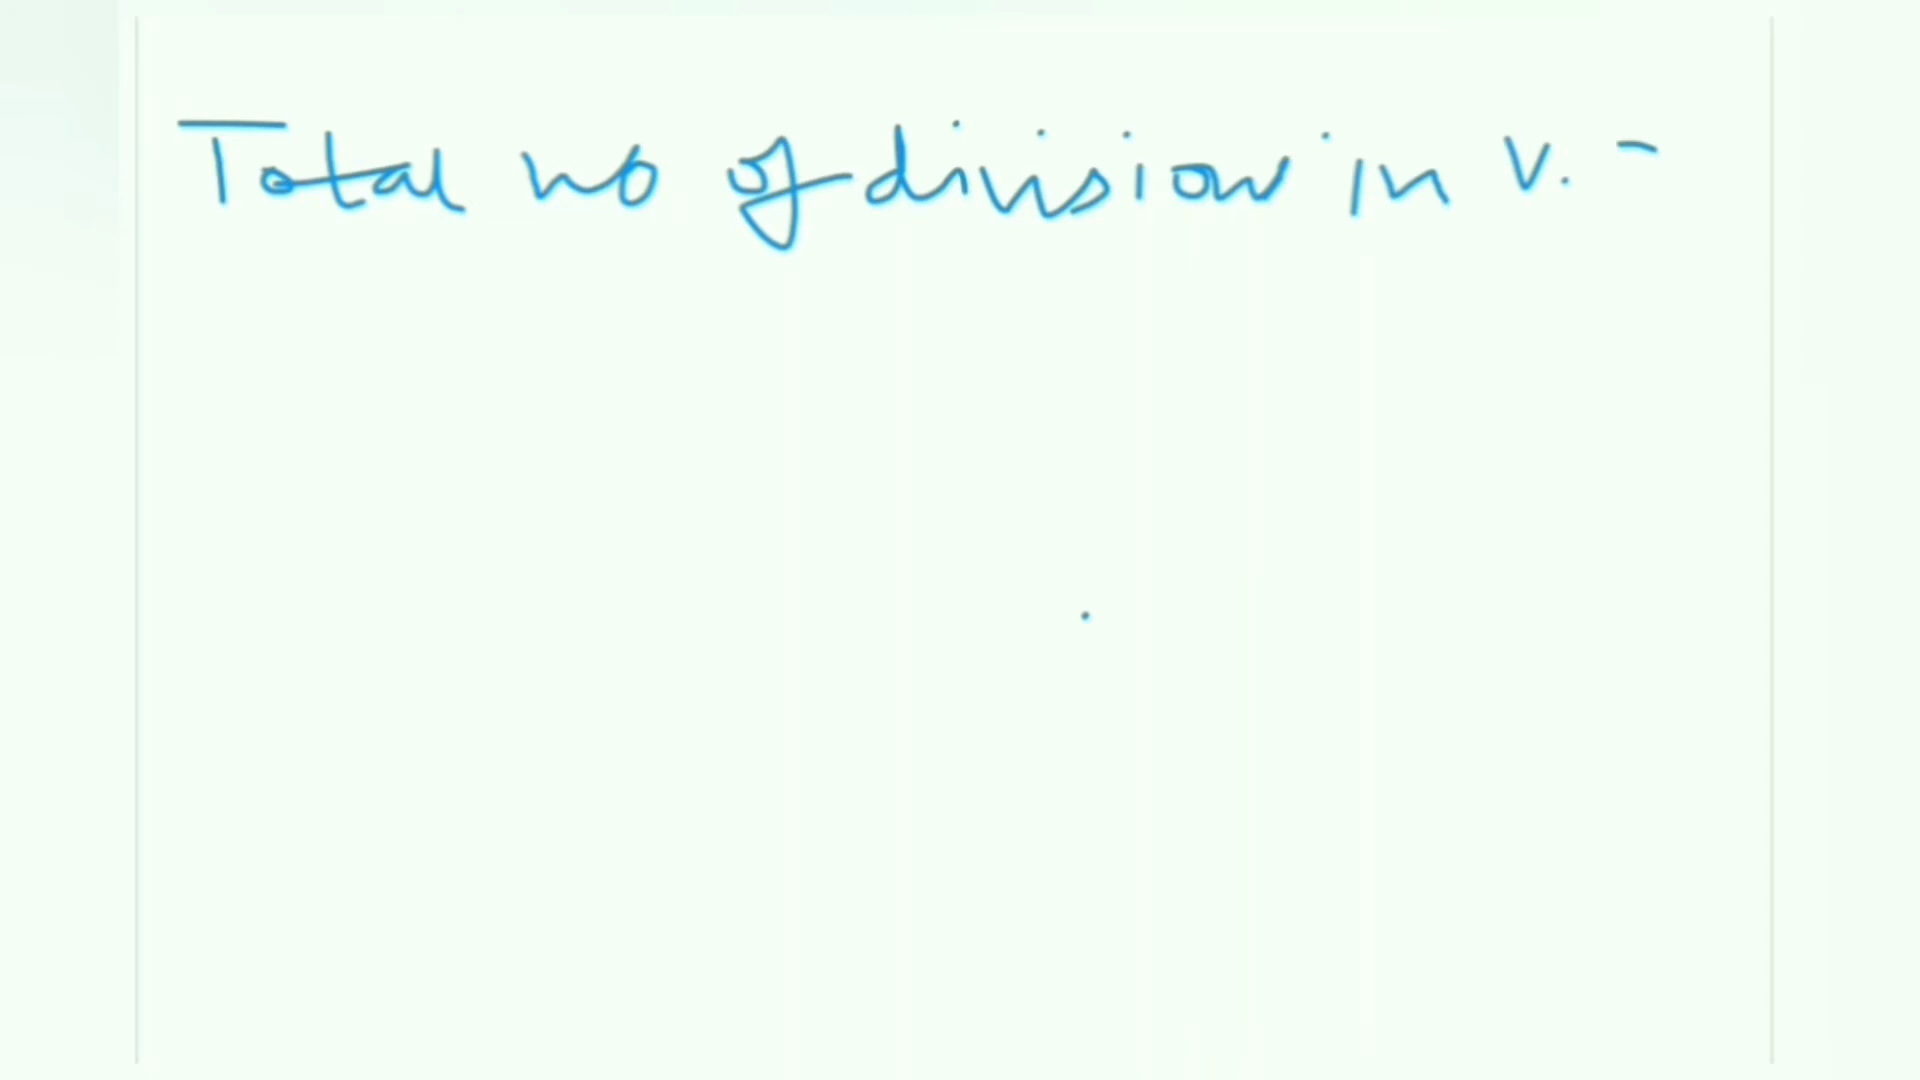 Total no of division in V. -